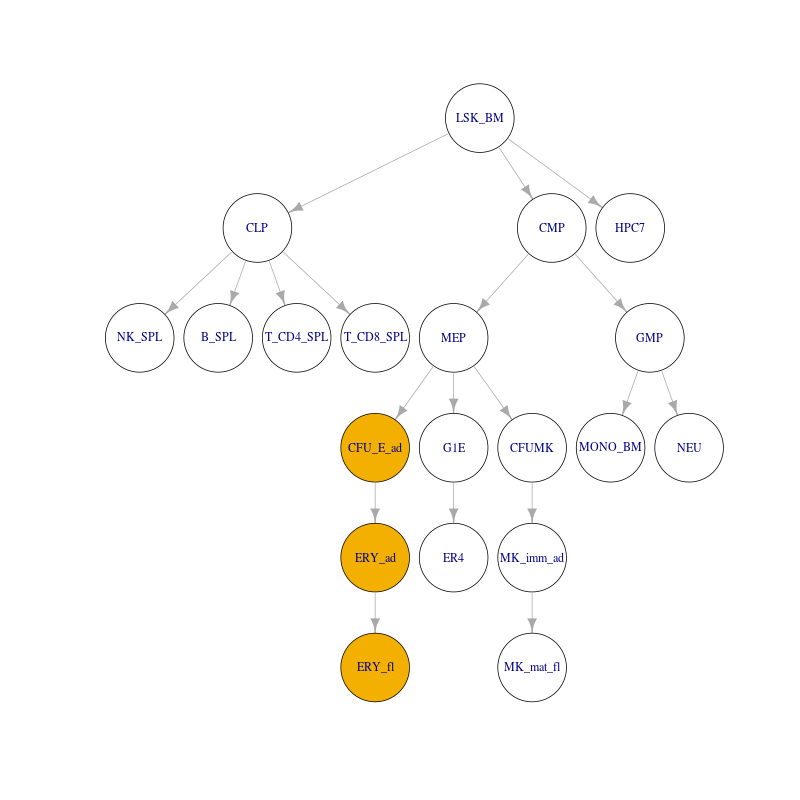 LSK_BM
CLP
CMP
HPC7
NK_SPL
B_SPL
T_CD4_SPL
T_CD8_SPL
MEP
GMP
CFU_E_ad
G1E
CFUMK
MONO_BM
NEU
ERY_ad
ER4
MK_imm_ad
ERY_fl
MK_mat_fl